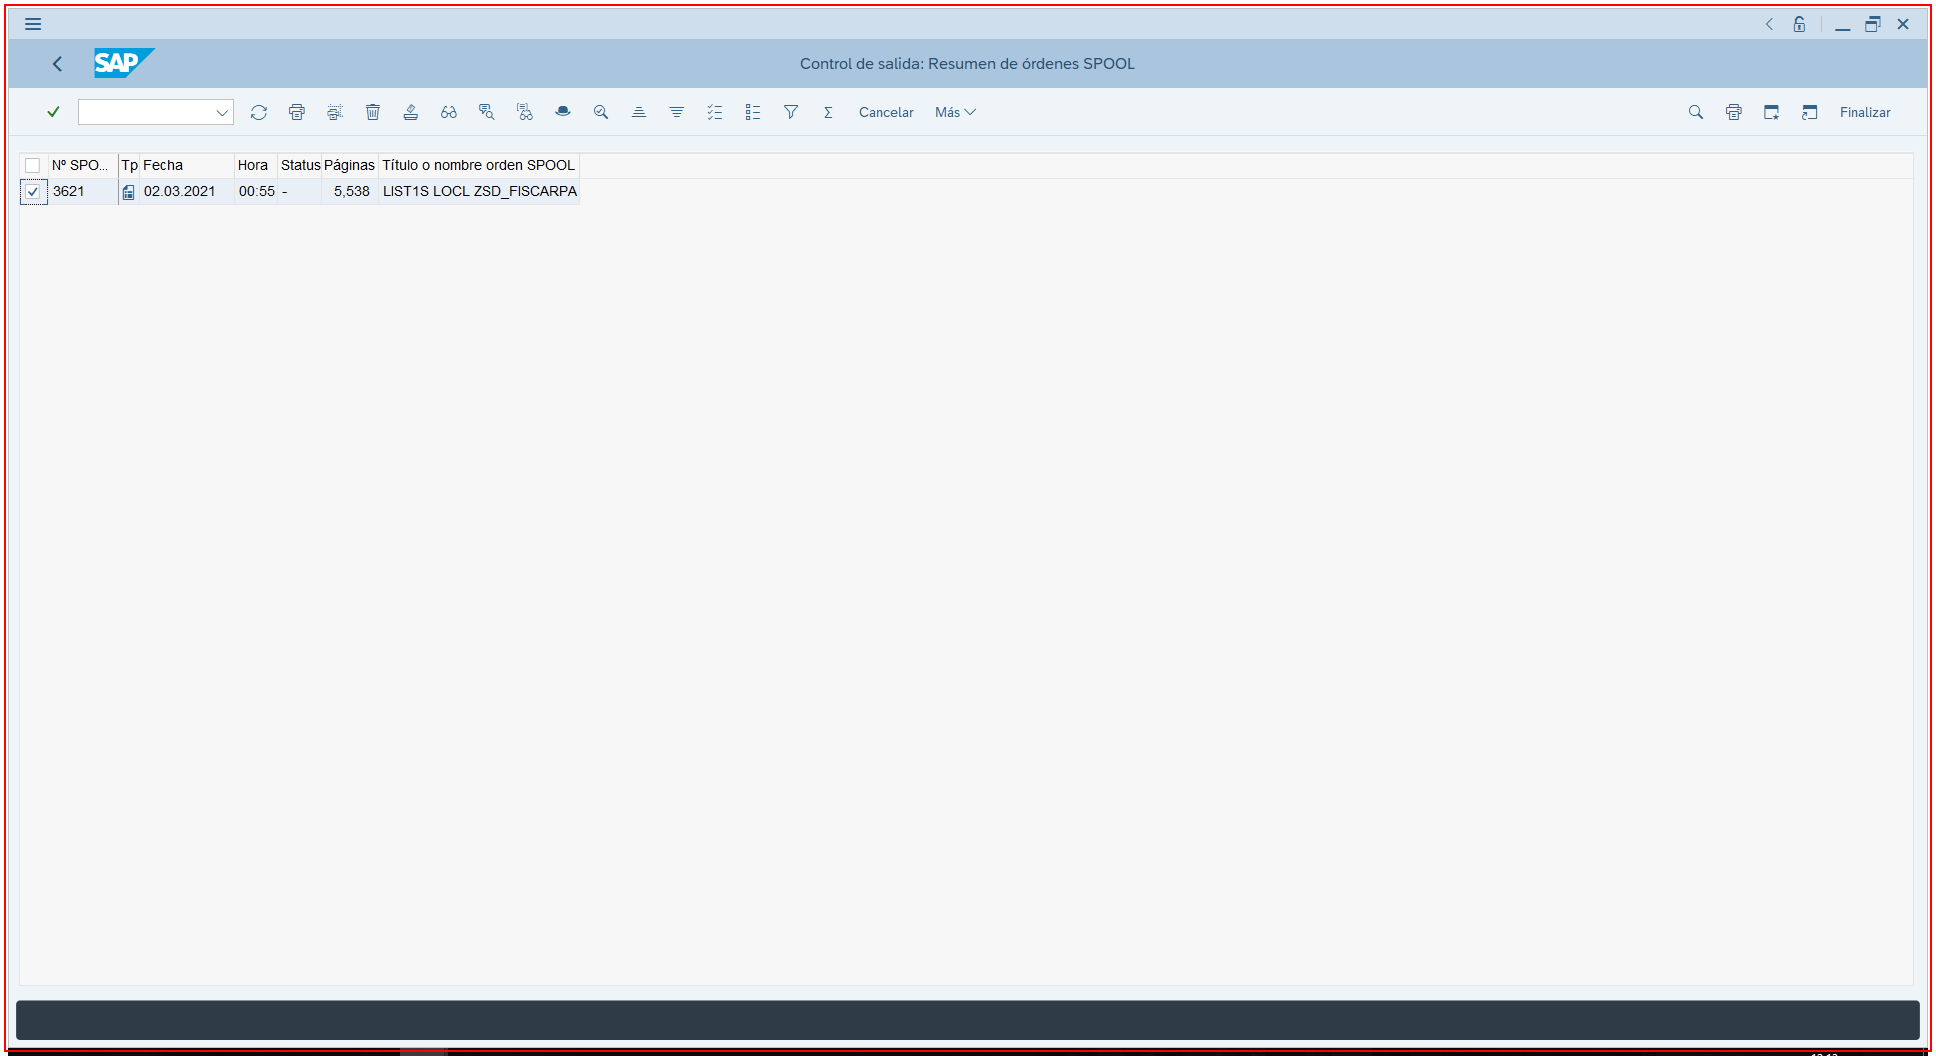 SAP
Control de salida: Resumen de órdenes SPOOL
Σ Cancelar Más Finalizar
Nº SPO... Tp Fecha Hora Status Páginas Título o nombre orden SPOOL
3621 02.03.2021 00:55 - 5,538 LIST1S LOCL ZSD_FISCARPA